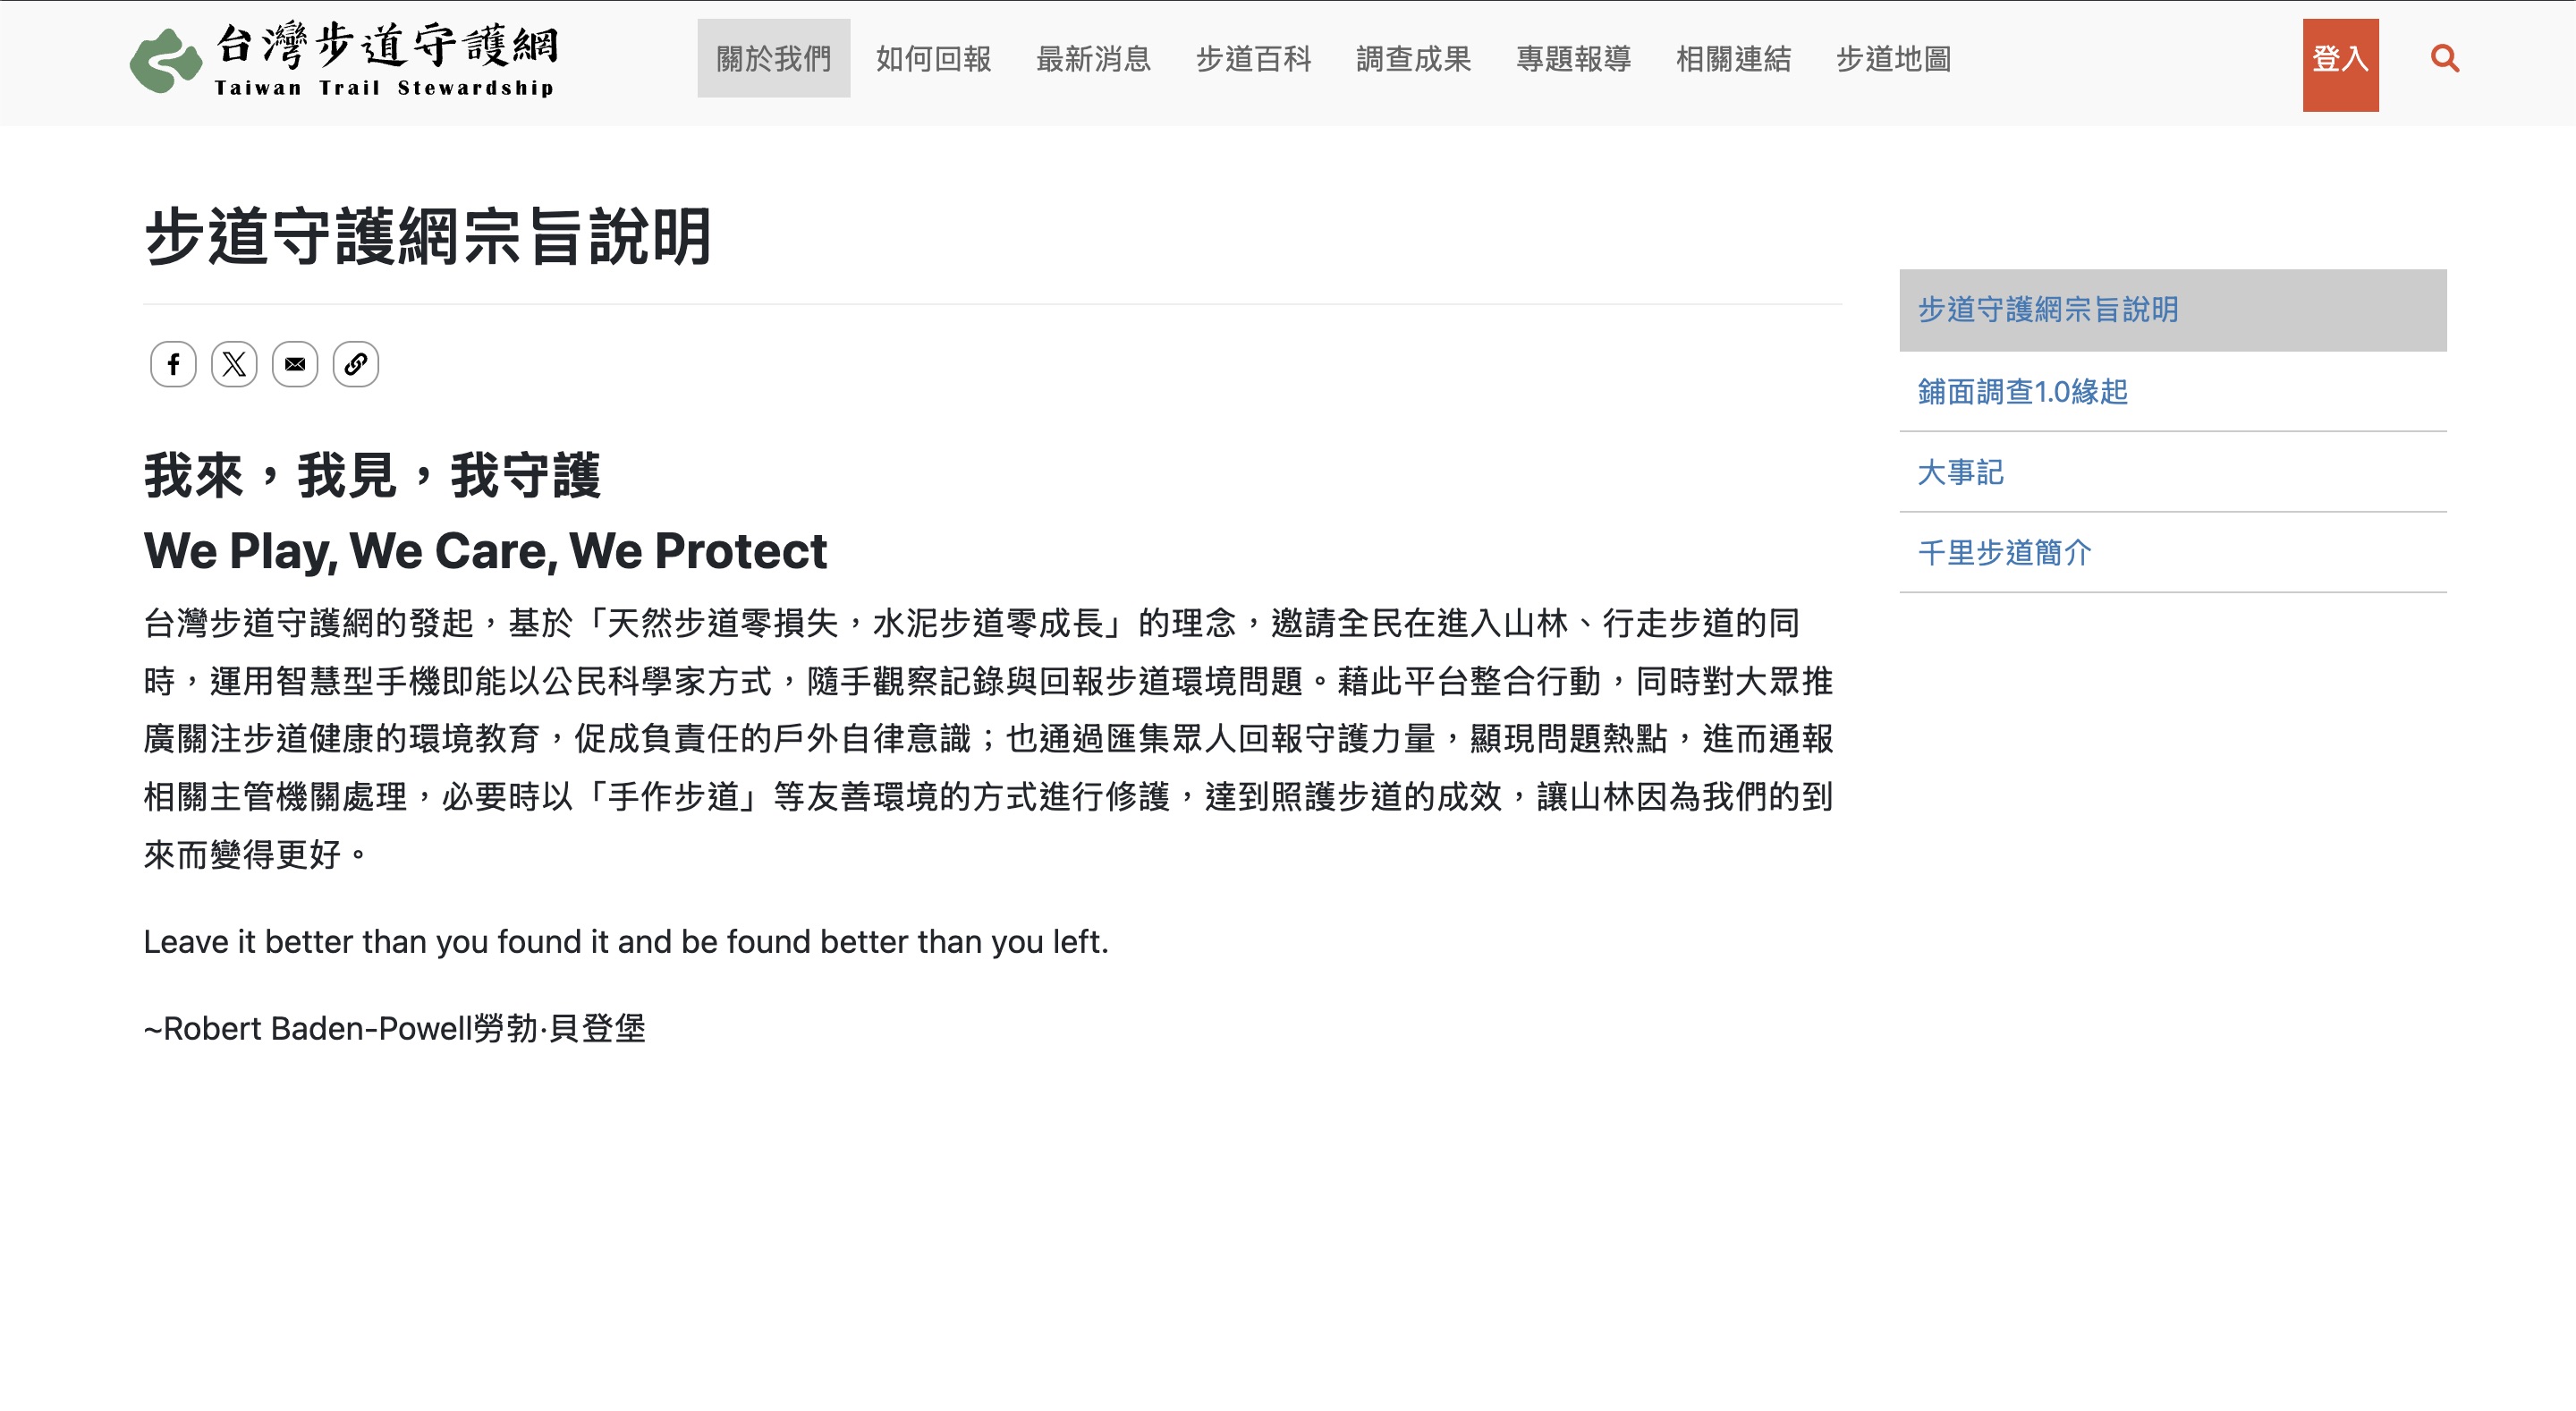 台灣步道守護網
Taiwan Trail Stewardship
關於我們 如何回報 最新消息 步道百科 調查成果 專題報導 相關連結 步道地圖
登入
步道守護網宗旨說明
我來，我見，我守護
We Play, We Care, We Protect
台灣步道守護網的發起，基於「天然步道零損失，水泥步道零成長」的理念，邀請全民在進入山林、行走步道的同
時，運用智慧型手機即能以公民科學家方式，隨手觀察記錄與回報步道環境問題。藉此平台整合行動，同時對大眾推
廣關注步道健康的環境教育，促成負責任的戶外自律意識；也通過匯集眾人回報守護力量，顯現問題熱點，進而通報
相關主管機關處理，必要時以「手作步道」等友善環境的方式進行修護，達到照護步道的成效，讓山林因為我們的到
來而變得更好。
Leave it better than you found it and be found better than you left.
~Robert Baden-Powell勞勃·貝登堡
步道守護網宗旨說明
鋪面調查1.0緣起
大事記
千里步道簡介